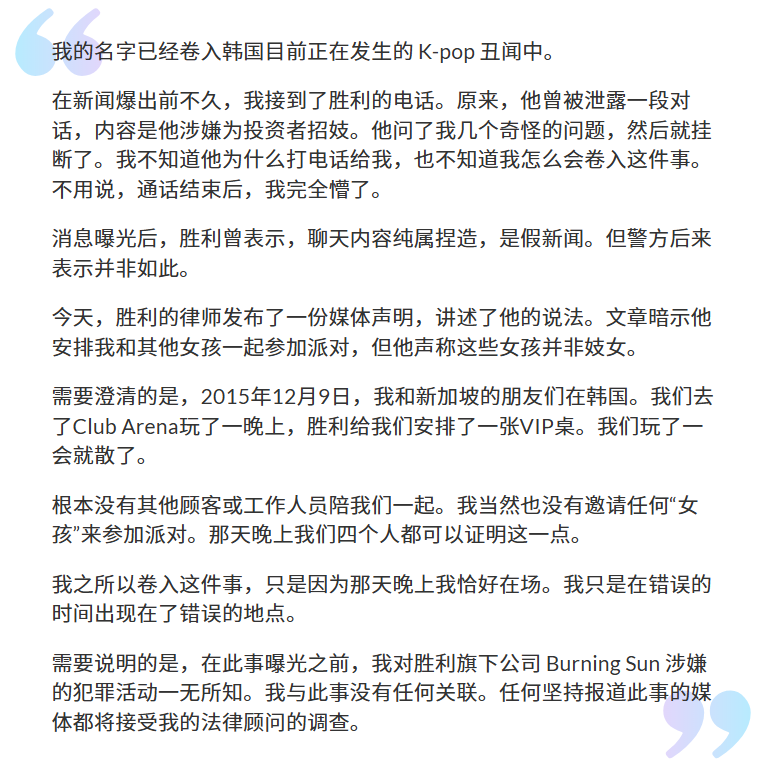 我的名字已经卷入韩国目前正在发生的 K-pop 丑闻中。
在新闻爆出前不久，我接到了胜利的电话。原来，他曾被泄露一段对
话，内容是他涉嫌为投资者招妓。他问了我几个奇怪的问题，然后就挂
断了。我不知道他为什么打电话给我，也不知道我怎么会卷入这件事。
不用说，通话结束后，我完全懵了。
消息曝光后，胜利曾表示，聊天内容纯属捏造，是假新闻。但警方后来
表示并非如此。
今天，胜利的律师发布了一份媒体声明，讲述了他的说法。文章暗示他
安排我和其他女孩一起参加派对，但他声称这些女孩并非妓女。
需要澄清的是，2015年12月9日，我和新加坡的朋友们在韩国。我们去
了Club Arena玩了一晚上，胜利给我们安排了一张VIP桌。我们玩了一
会就散了。
根本没有其他顾客或工作人员陪我们一起。我当然也没有邀请任何“女
孩”来参加派对。那天晚上我们四个人都可以证明这一点。
我之所以卷入这件事，只是因为那天晚上我恰好在场。我只是在错误的
时间出现在了错误的地点。
需要说明的是，在此事曝光之前，我对胜利旗下公司 Burning Sun 涉嫌
的犯罪活动一无所知。我与此事没有任何关联。任何坚持报道此事的媒
体都将接受我的法律顾问的调查。